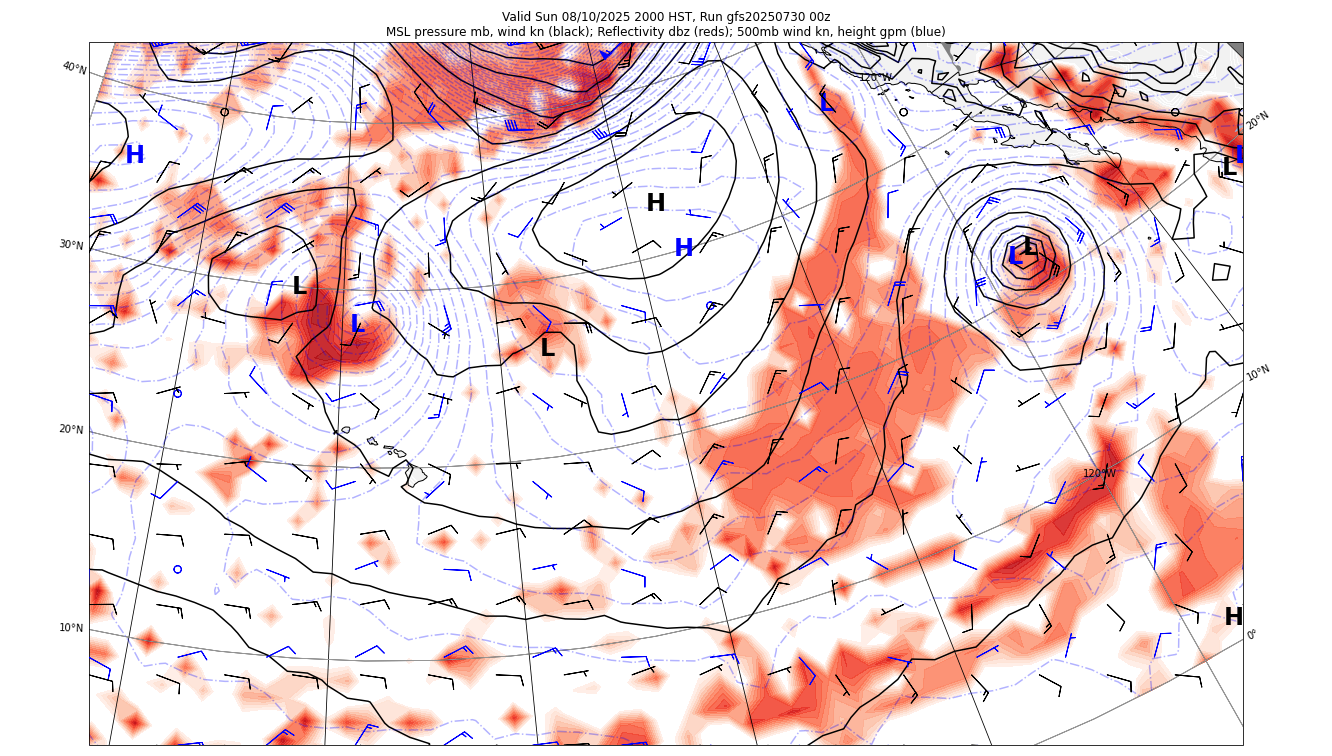 Valid Sun 08/10/2025 2000 HST, Run gfs20250730 00z
MSL pressure mb, wind kn (black); Reflectivity dbz (reds); 500mb wind kn, height gpm (blue)
40°N
120°W
L
20°N
H
L
L
H
30°N
H
L
L
L
L
L
10°N
20°N
120°W
10°N
H
0°